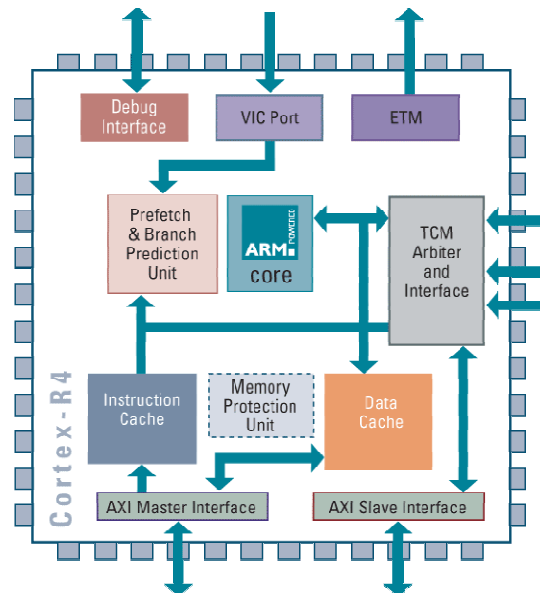 Debug
Interface
VIC Port
ETM
Prefetch
& Branch
Prediction
Unit
ARM POWERED
core
TCM
Arbiter
and
Interface
Instruction
Cache
Memory
Protection
Unit
Data
Cache
Cortex-R4
AXI Master Interface
AXI Slave Interface